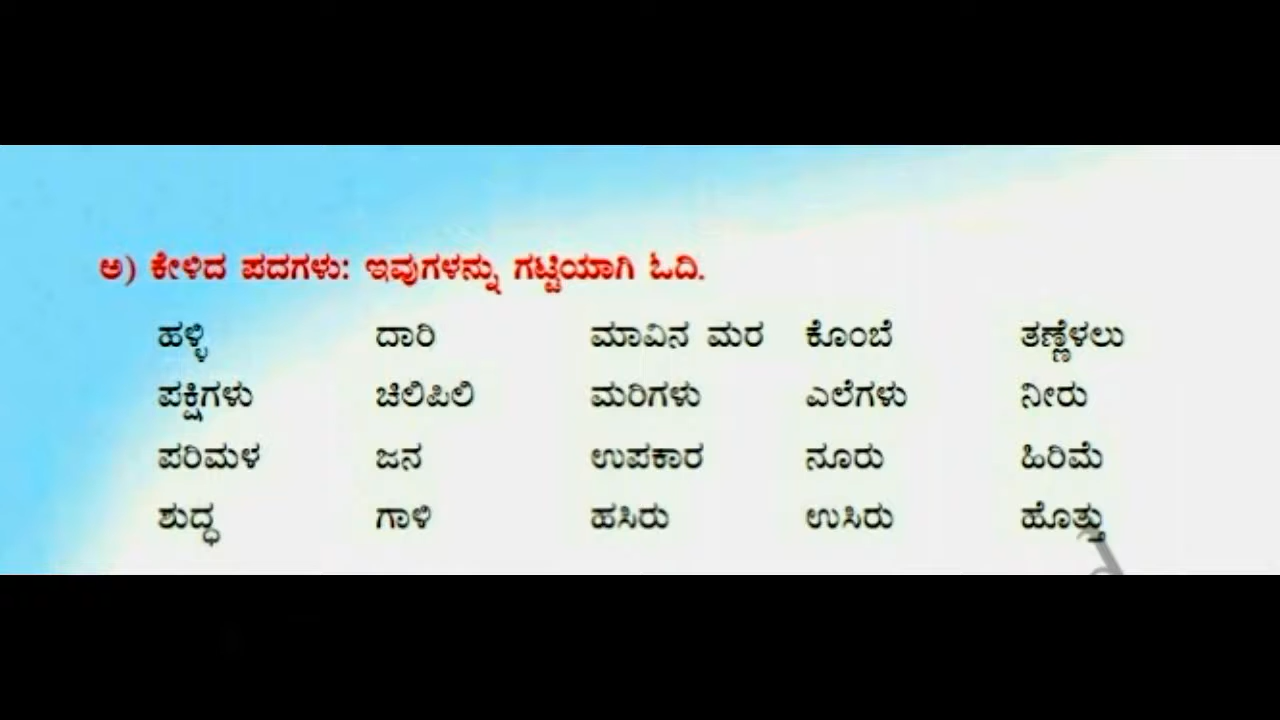 ಅ) ಕೇಳಿದ ಪದಗಳು: ಇವುಗಳನ್ನು ಗಟ್ಟಿಯಾಗಿ ಓದಿ.
ಹಳ್ಳಿ ದಾರಿ ಮಾವಿನ ಮರ ಕೊಂಬೆ ತಣ್ಣೆಳಲು
ಪಕ್ಷಿಗಳು ಚಿಲಿಪಿಲಿ ಮರಿಗಳು ಎಲೆಗಳು ನೀರು
ಪರಿಮಳ ಜನ ಉಪಕಾರ ನೂರು ಹಿರಿಮೆ
ಶುದ್ಧ ಗಾಳಿ ಹಸಿರು ಉಸಿರು ಹೊತ್ತು